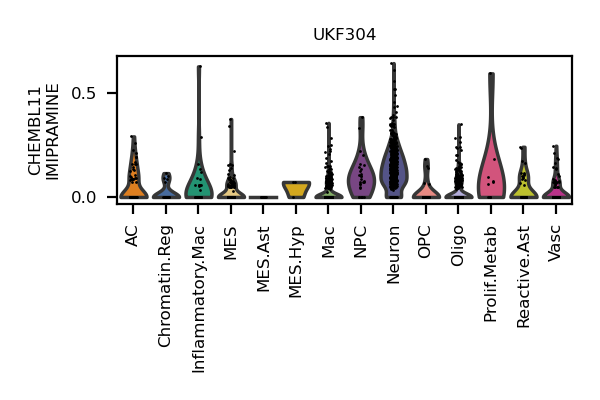 UKF304
CHEMBL11
IMIPRAMINE
0.5
0.0
AC
Chromatin.Reg
Inflammatory.Mac
MES
MES.Ast
MES.Hyp
Mac
NPC
Neuron
OPC
Oligo
Prolif.Metab
Reactive.Ast
Vasc